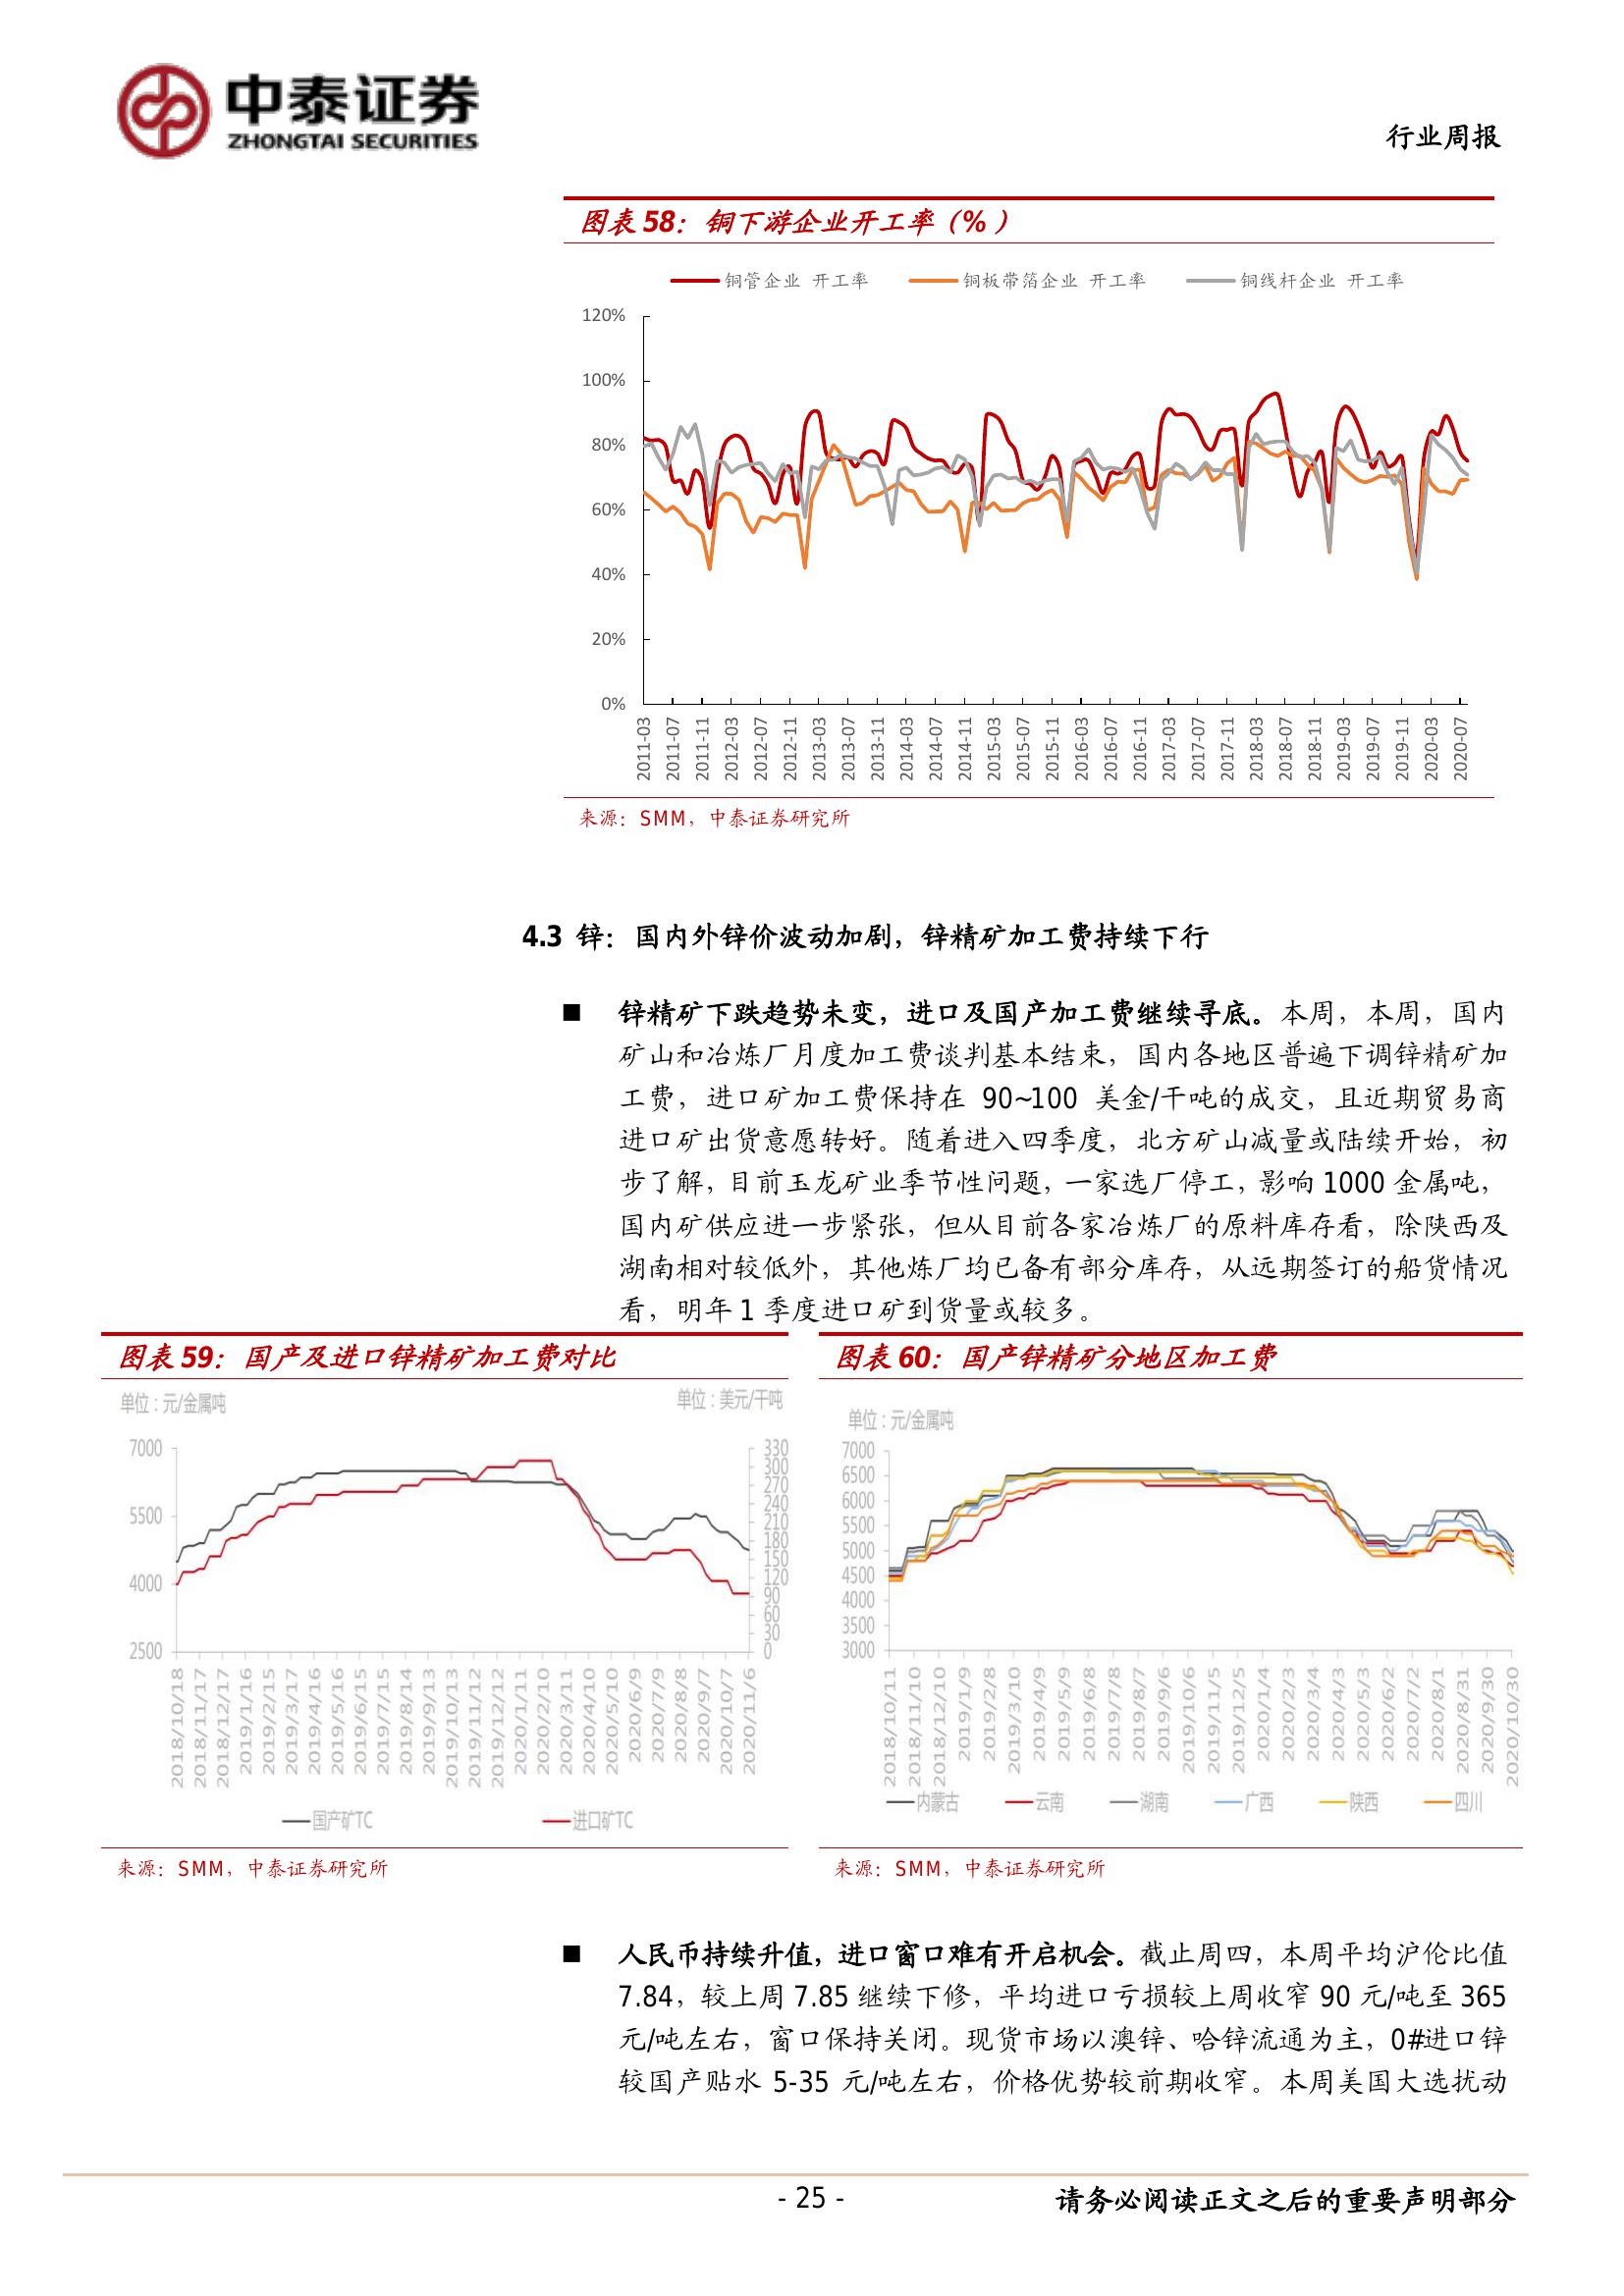 中泰证券
ZHONGTAI SECURITIES
行业周报
图表 58：铜下游企业开工率（%）
铜管企业 开工率 铜板带箔企业 开工率 铜线杆企业 开工率
120%
100%
80%
60%
40%
20%
0%
2011-03 2011-07 2011-11 2012-03 2012-07 2012-11 2013-03 2013-07 2013-11 2014-03 2014-07 2014-11 2015-03 2015-07 2015-11 2016-03 2016-07 2016-11 2017-03 2017-07 2017-11 2018-03 2018-07 2018-11 2019-03 2019-07 2019-11 2020-03 2020-07
来源：SMM，中泰证券研究所
4.3 锌：国内外锌价波动加剧，锌精矿加工费持续下行
■ 锌精矿下跌趋势未变，进口及国产加工费继续寻底。本周，本周，国内
矿山和冶炼厂月度加工费谈判基本结束，国内各地区普遍下调锌精矿加
工费，进口矿加工费保持在 90~100 美金/干吨的成交，且近期贸易商
进口矿出货意愿转好。随着进入四季度，北方矿山减量或陆续开始，初
步了解，目前玉龙矿业季节性问题，一家选厂停工，影响 1000 金属吨，
国内矿供应进一步紧张，但从目前各家冶炼厂的原料库存看，除陕西及
湖南相对较低外，其他炼厂均已备有部分库存，从远期签订的船货情况
看，明年 1 季度进口矿到货量或较多。
图表 59：国产及进口锌精矿加工费对比
单位：元/金属吨 单位：美元/干吨
7000
5500
4000
2500
330
300
270
240
210
180
150
120
90
60
30
0
2018/10/18 2018/11/17 2018/12/17 2019/1/16 2019/2/15 2019/3/17 2019/4/16 2019/5/16 2019/6/15 2019/7/15 2019/8/14 2019/9/13 2019/10/13 2019/11/12 2019/12/12 2020/1/11 2020/2/10 2020/3/11 2020/4/10 2020/5/10 2020/6/9 2020/7/9 2020/8/8 2020/9/7 2020/10/7 2020/11/6
国产矿TC 进口矿TC
来源：SMM，中泰证券研究所
图表 60：国产锌精矿分地区加工费
单位：元/金属吨
7000
6500
6000
5500
5000
4500
4000
3500
3000
2018/10/11 2018/11/10 2018/12/10 2019/1/9 2019/2/8 2019/3/10 2019/4/9 2019/5/9 2019/6/8 2019/7/8 2019/8/7 2019/9/6 2019/10/6 2019/11/5 2019/12/5 2020/1/4 2020/2/3 2020/3/4 2020/4/3 2020/5/3 2020/6/2 2020/7/2 2020/8/1 2020/8/31 2020/9/30 2020/10/30
内蒙古 云南 湖南 广西 陕西 四川
来源：SMM，中泰证券研究所
■ 人民币持续升值，进口窗口难有开启机会。截止周四，本周平均沪伦比值
7.84，较上周 7.85 继续下修，平均进口亏损较上周收窄 90 元/吨至 365
元/吨左右，窗口保持关闭。现货市场以澳锌、哈锌流通为主，0#进口锌
较国产贴水 5-35 元/吨左右，价格优势较前期收窄。本周美国大选扰动
- 25 -
请务必阅读正文之后的重要声明部分